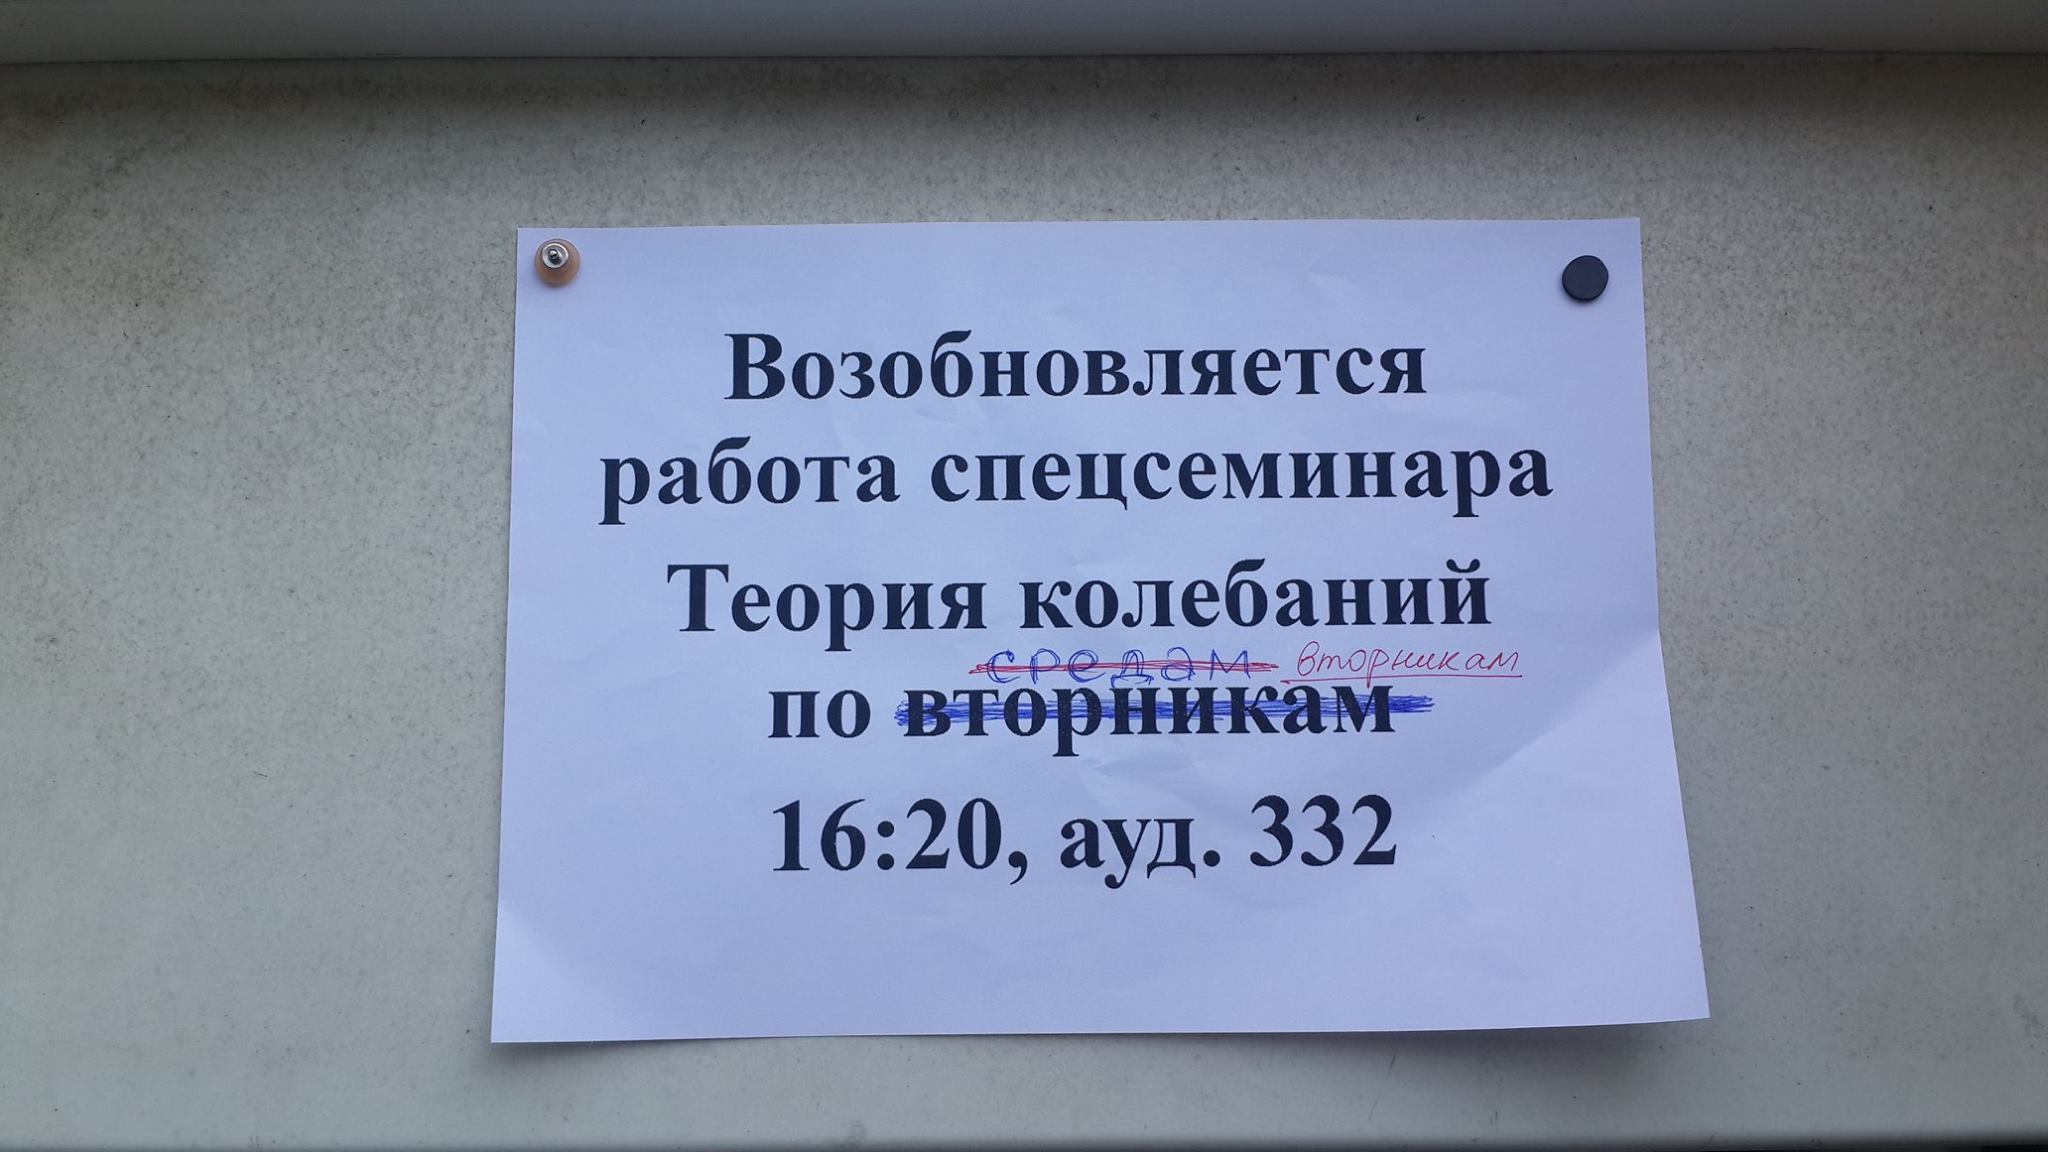 Возобновляется
работа спецсеминара
Теория колебаний
средам вторникам
по вторникам
16:20, ауд. 332